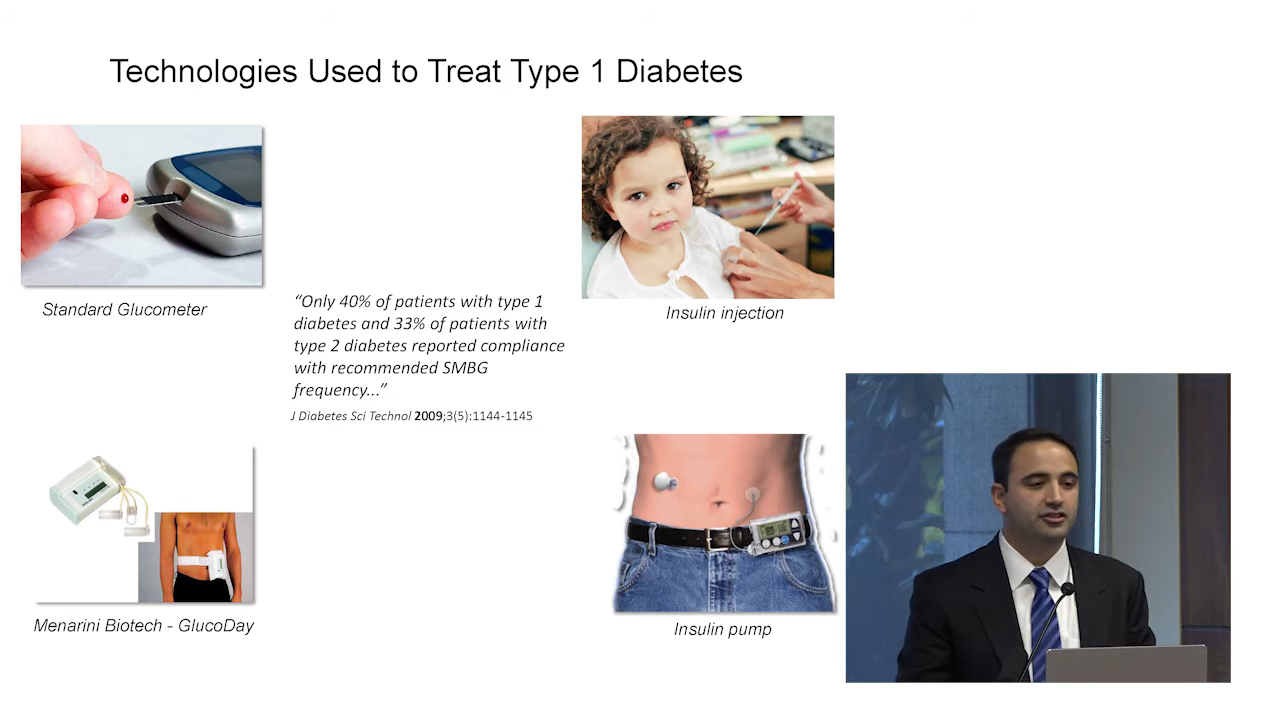 Technologies Used to Treat Type 1 Diabetes
Standard Glucometer
“Only 40% of patients with type 1
diabetes and 33% of patients with
type 2 diabetes reported compliance
with recommended SMBG
frequency...”
J Diabetes Sci Technol 2009;3(5):1144-1145
Insulin injection
Menarini Biotech - GlucoDay
Insulin pump